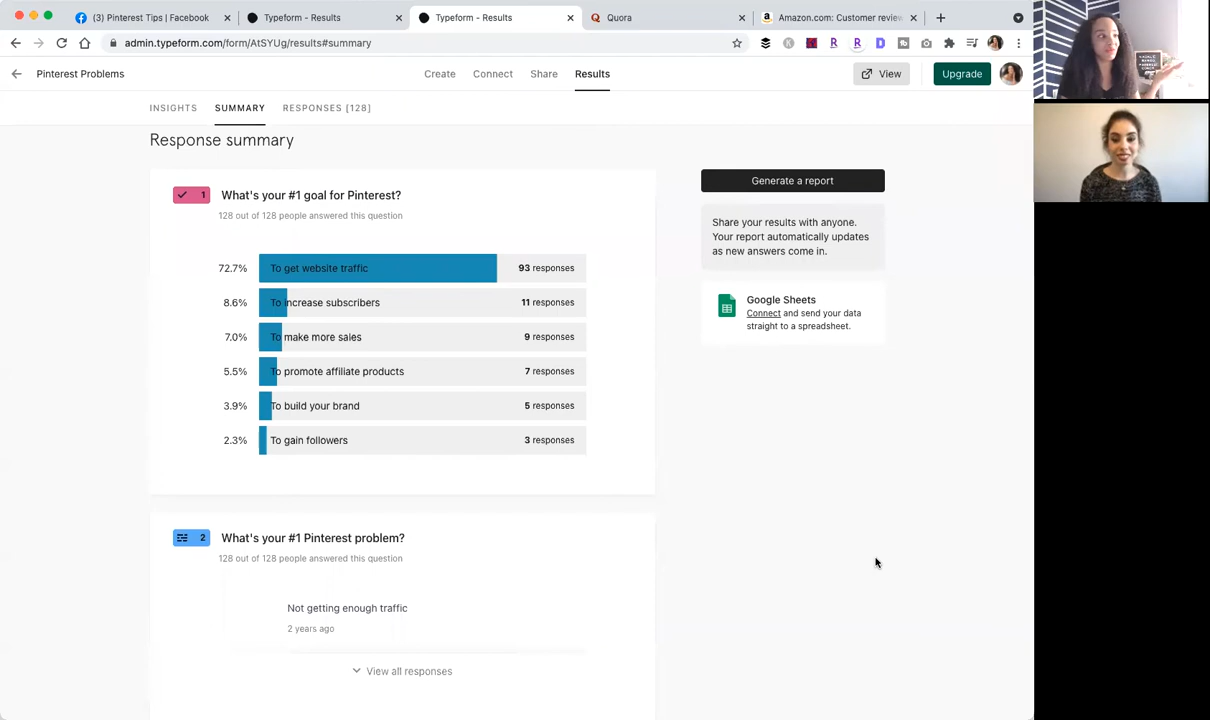 (3) Pinterest Tips | Facebook
Typeform - Results
Typeform - Results
Quora
Amazon.com: Customer review
admin.typeform.com/form/AtSYUg/results#summary
Pinterest Problems
Create
Connect
Share
Results
View
Upgrade
INSIGHTS
SUMMARY
RESPONSES [128]
Response summary
1
What's your #1 goal for Pinterest?
128 out of 128 people answered this question
72.7% To get website traffic 93 responses
8.6% To increase subscribers 11 responses
7.0% To make more sales 9 responses
5.5% To promote affiliate products 7 responses
3.9% To build your brand 5 responses
2.3% To gain followers 3 responses
Generate a report
Share your results with anyone.
Your report automatically updates
as new answers come in.
Google Sheets
Connect and send your data
straight to a spreadsheet.
2
What's your #1 Pinterest problem?
128 out of 128 people answered this question
Not getting enough traffic
2 years ago
View all responses